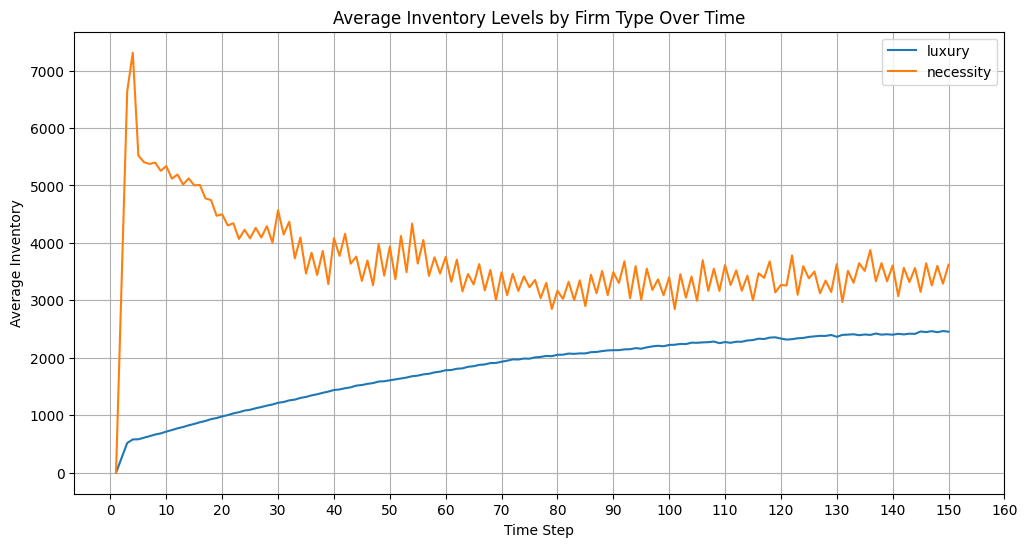 Average Inventory Levels by Firm Type Over Time
luxury
necessity
Average Inventory
7000
6000
5000
4000
3000
2000
1000
0
0 10 20 30 40 50 60 70 80 90 100 110 120 130 140 150 160
Time Step